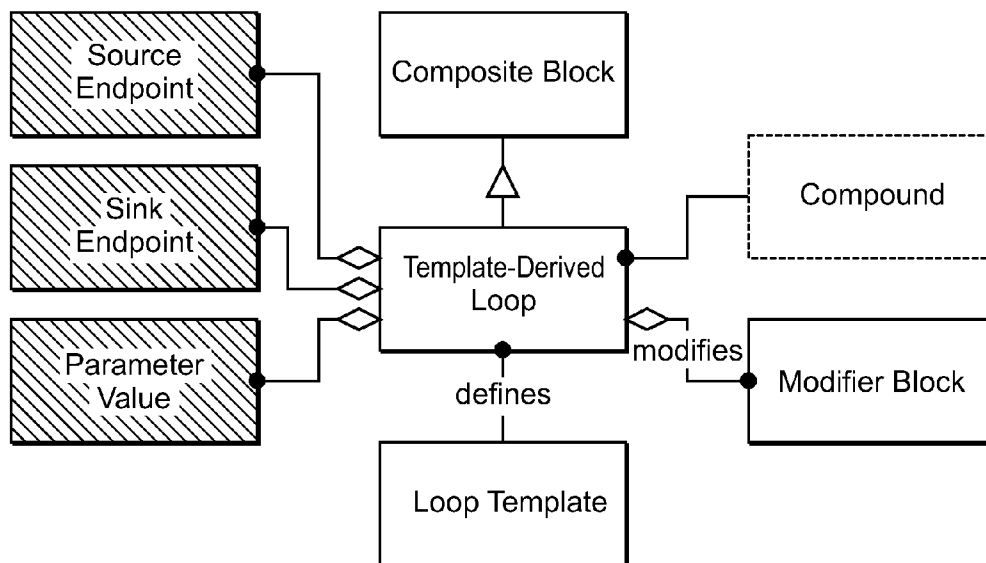 Source
Endpoint
Composite Block
Sink
Endpoint
Compound
Template-Derived
Loop
modifies
Parameter
Value
defines
Modifier Block
Loop Template